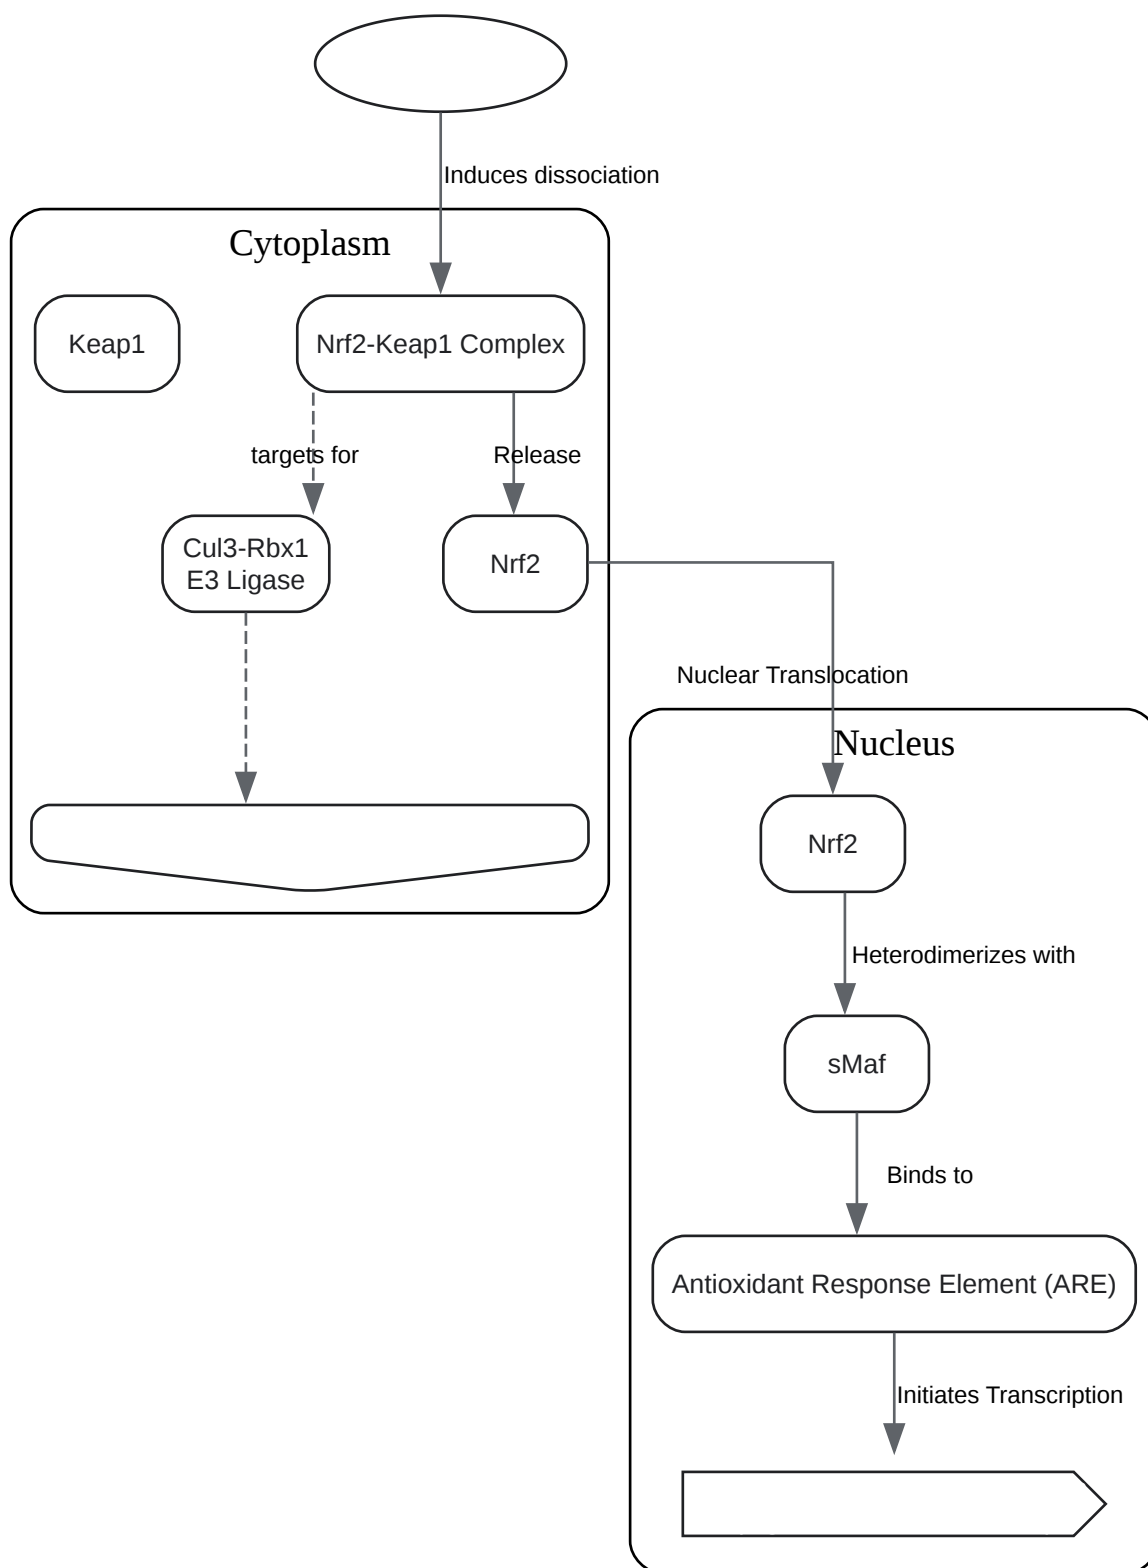 Induces dissociation
Cytoplasm
Keap1
Nrf2-Keap1 Complex
targets for
Release
Cul3-Rbx1
E3 Ligase
Nrf2
Nuclear Translocation
Nucleus
Nrf2
Heterodimerizes with
sMaf
Binds to
Antioxidant Response Element (ARE)
Initiates Transcription